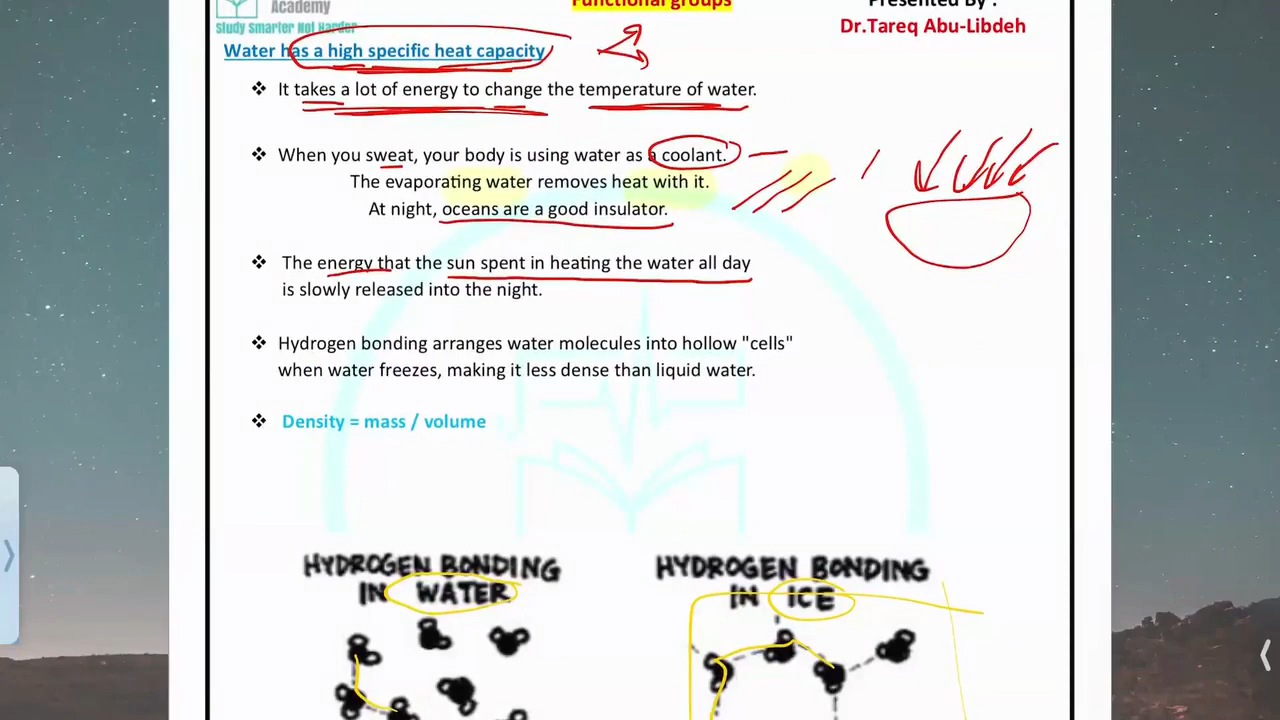 Academy
Study Smarter Not Harder
Functional groups
Presented By :
Dr.Tareq Abu-Libdeh
Water has a high specific heat capacity
❖ It takes a lot of energy to change the temperature of water.
❖ When you sweat, your body is using water as a coolant.
The evaporating water removes heat with it.
At night, oceans are a good insulator.
❖ The energy that the sun spent in heating the water all day
is slowly released into the night.
❖ Hydrogen bonding arranges water molecules into hollow "cells"
when water freezes, making it less dense than liquid water.
❖ Density = mass / volume
HYDROGEN BONDING
IN WATER
HYDROGEN BONDING
IN ICE